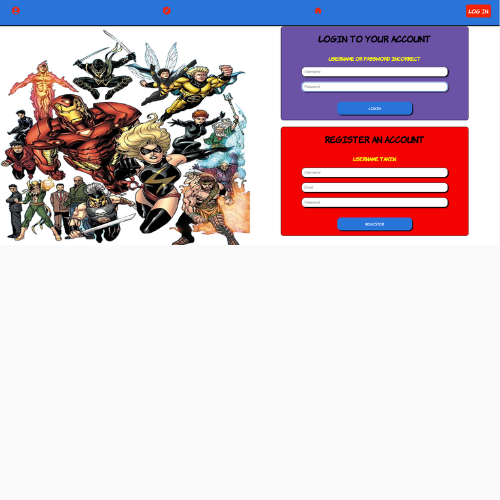 LOG IN
LOGIN TO YOUR ACCOUNT
USERNAME OR PASSWORD INCORRECT
Username
Password
LOGIN
REGISTER AN ACCOUNT
USERNAME TAKEN
Username
Email
Password
REGISTER